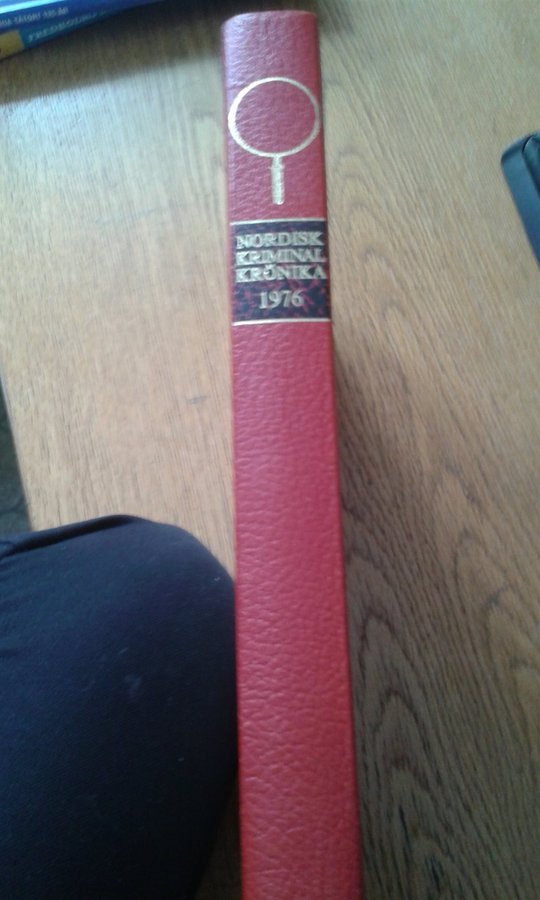 NORDISK
KRIMINAL
KRÖNIKA
1976